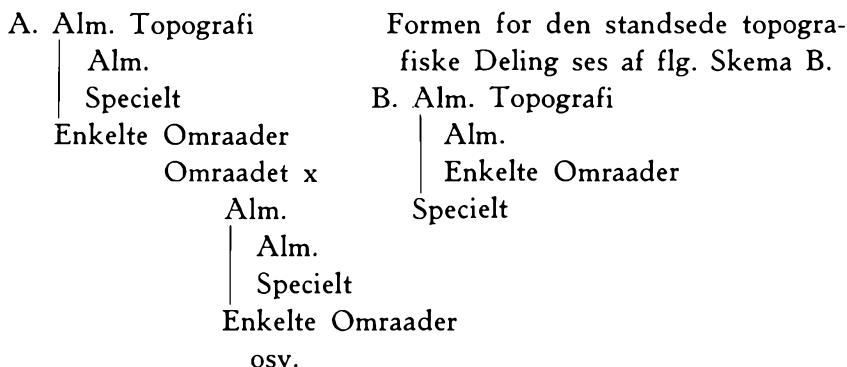 A. Alm. Topografi
Alm.
Specielt
Enkelte Omraader
Omraadet x
Alm.
Alm.
Specielt
Enkelte Omraader
osv.
Formen for den standsede topogra-
fiske Deling ses af flg. Skema B.
B. Alm. Topografi
Alm.
Enkelte Omraader
Specielt